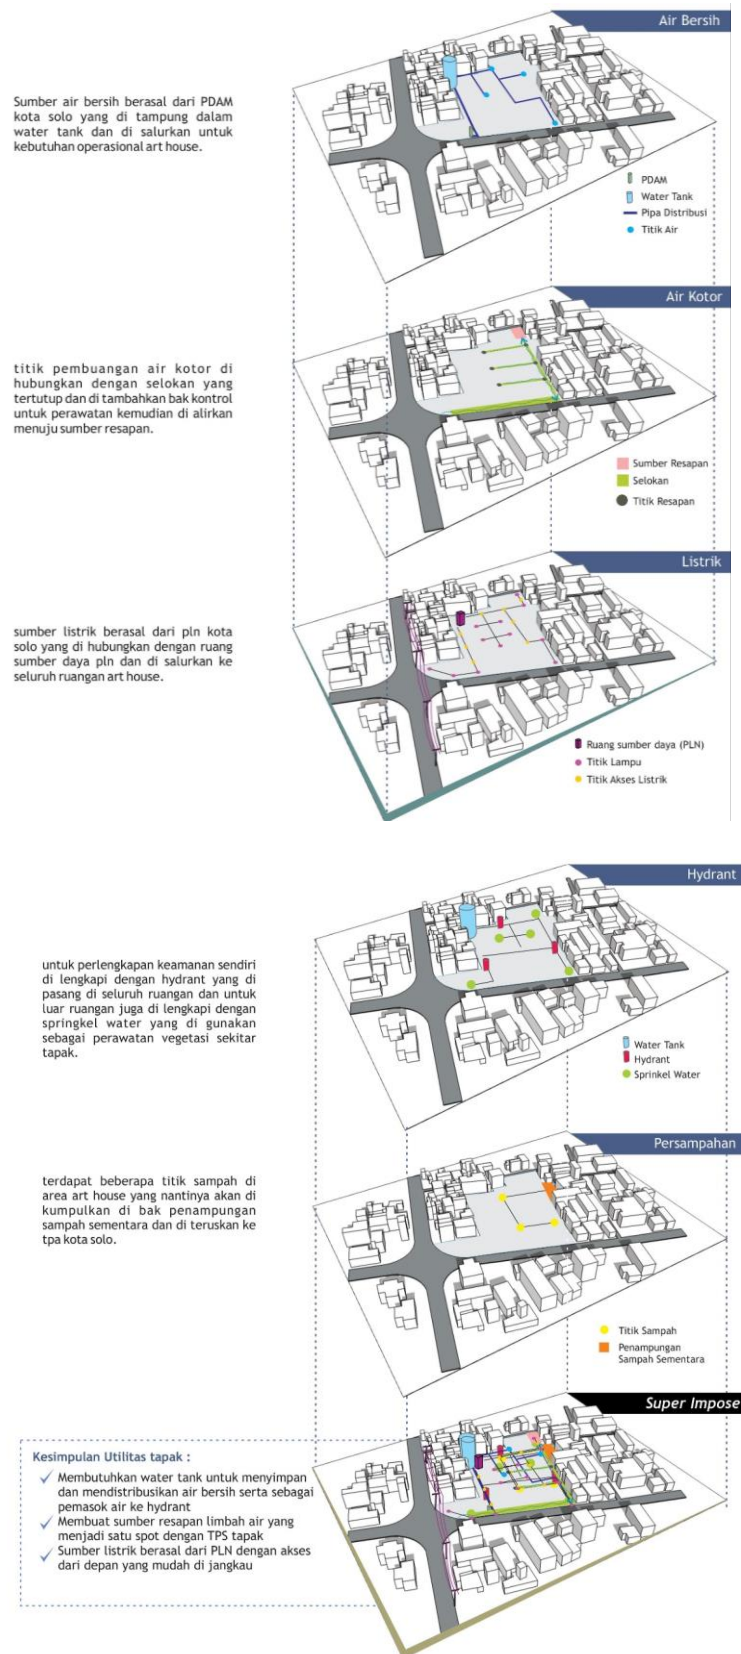 Air Bersih
Sumber air bersih berasal dari PDAM
kota solo yang di tampung dalam
water tank dan di salurkan untuk
kebutuhan operasional art house.
PDAM
Water Tank
Pipa Distribusi
Titik Air
Air Kotor
titik pembuangan air kotor di
hubungkan dengan selokan yang
tertutup dan di tambahkan bak kontrol
untuk perawatan kemudian di alirkan
menuju sumber resapan.
Sumber Resapan
Selokan
Titik Resapan
Listrik
sumber listrik berasal dari pln kota
solo yang di hubungkan dengan ruang
sumber daya pln dan di salurkan ke
seluruh ruangan art house.
Ruang sumber daya (PLN)
Titik Lampu
Titik Akses Listrik
Hydrant
untuk perlengkapan keamanan sendiri
di lengkapi dengan hydrant yang di
pasang di seluruh ruangan dan untuk
luar ruangan juga di lengkapi dengan
springkel water yang di gunakan
sebagai perawatan vegetasi sekitar
tapak.
Water Tank
Hydrant
Sprinkel Water
Persampahan
terdapat beberapa titik sampah di
area art house yang nantinya akan di
kumpulkan di bak penampungan
sampah sementara dan di teruskan ke
tpa kota solo.
Titik Sampah
Penampungan
Sampah Sementara
Super Impose
Kesimpulan Utilitas tapak :
Membutuhkan water tank untuk menyimpan
dan mendistribusikan air bersih serta sebagai
pemasok air ke hydrant
Membuat sumber resapan limbah air yang
menjadi satu spot dengan TPS tapak
Sumber listrik berasal dari PLN dengan akses
dari depan yang mudah di jangkau